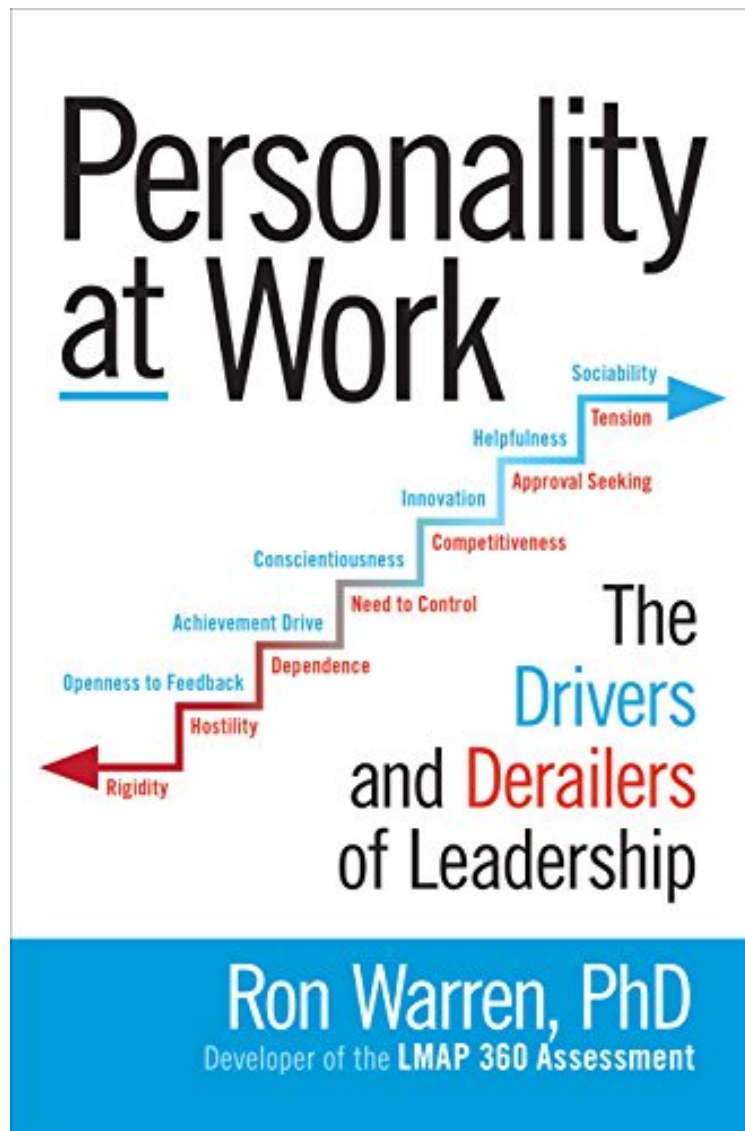 Personality
at Work
Sociability
Tension
Helpfulness
Approval Seeking
Innovation
Competitiveness
Conscientiousness
Need to Control
Achievement Drive
Dependence
Openness to Feedback
Hostility
Rigidity
The
Drivers
and Derailers
of Leadership
Ron Warren, PhD
Developer of the LMAP 360 Assessment